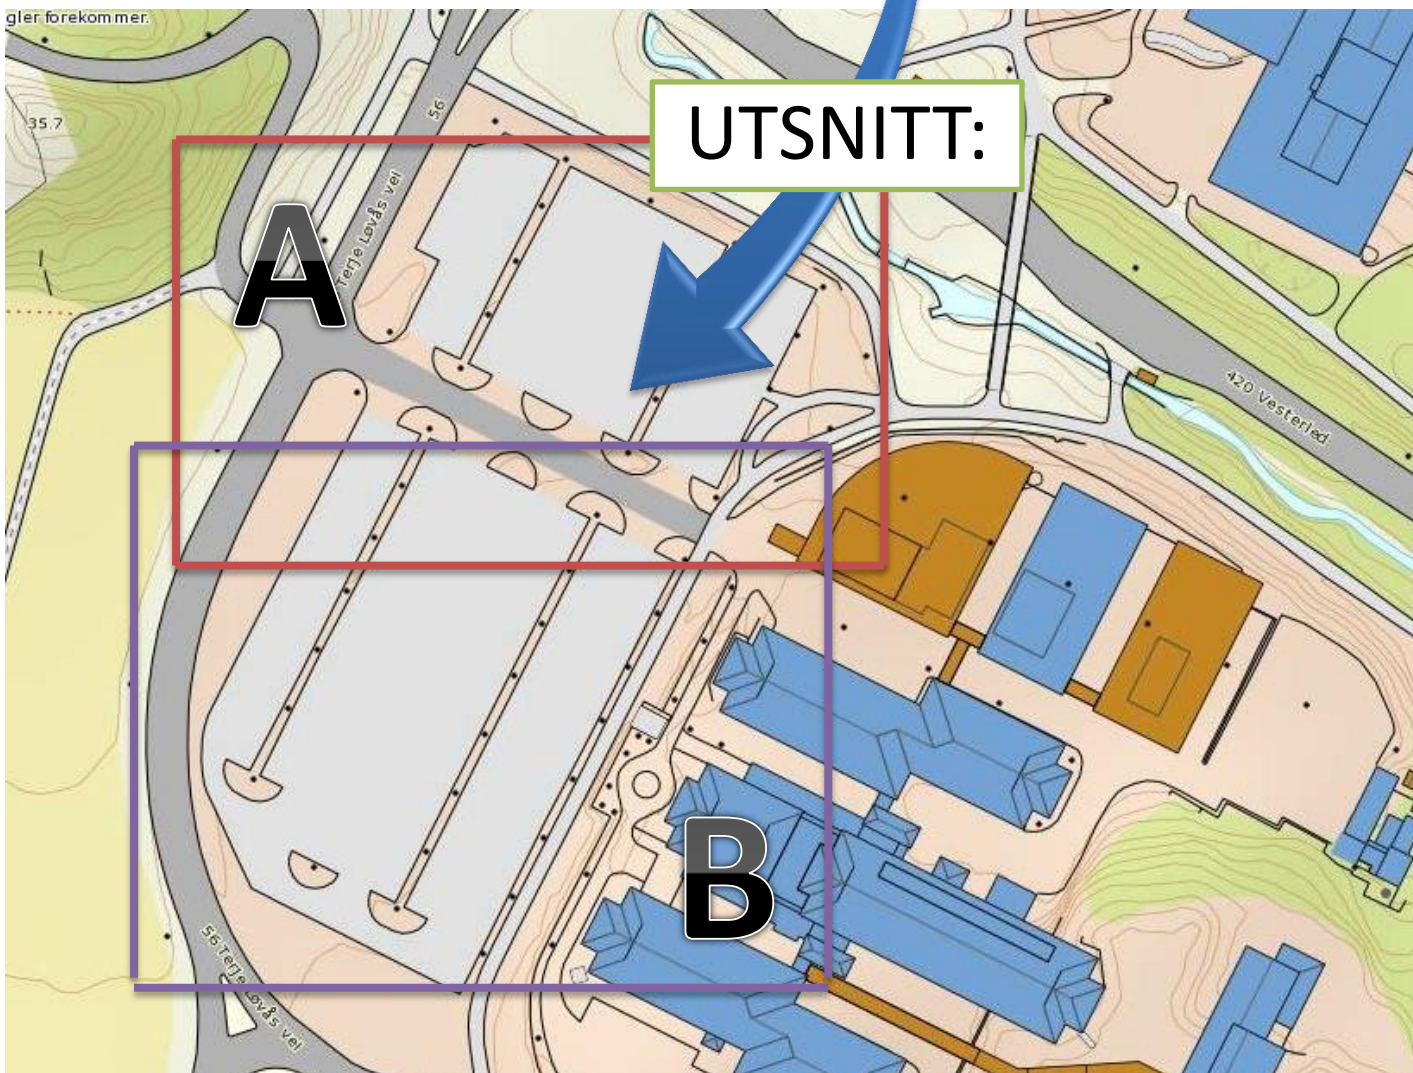 gler forekommer.
56
35.7
UTSNITT:
Terje Løvås vei
A
420 Vesterled
B
56 Terje Løvås vei